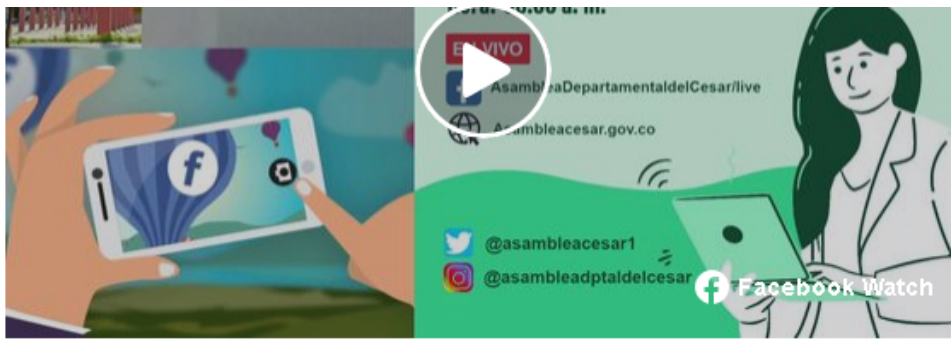 EN VIVO
AsambleaDepartamentaldelCesar/live
Asambleacesar.gov.co
@asambleacesar1
@asambleadptaldelcesar
Facebook Watch